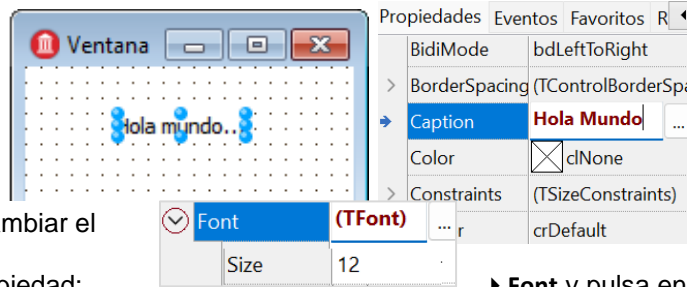 Ventana
Hola mundo...
Propiedades Eventos Favoritos R
BidiMode bdLeftToRight
BorderSpacing (TControlBorderSpa
Caption Hola Mundo ...
Color clNone
Constraints (TSizeConstraints)
r crDefault
mbiar el
Font (TFont) ...
Size 12
piedad:
Font y pulsa en